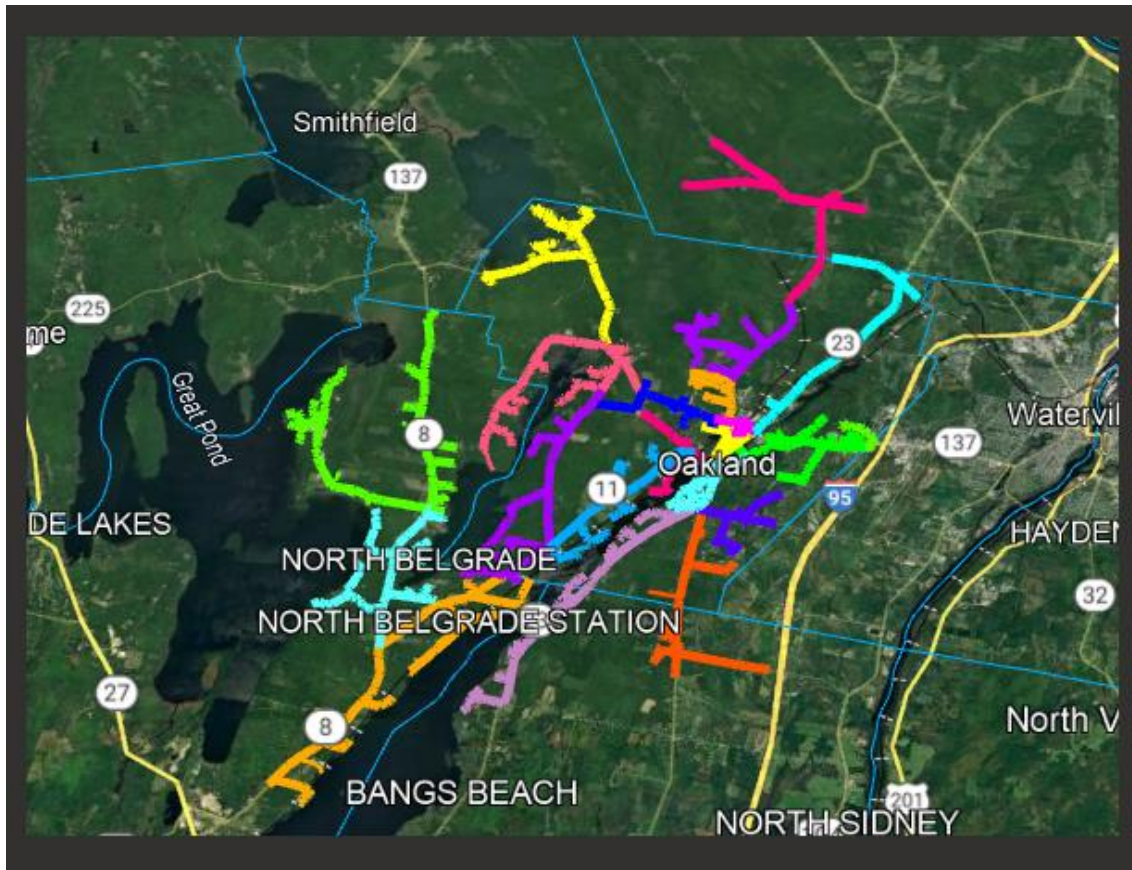 Smithfield
137
225
me
Great Pond
23
8
Oakland
Watervil
137
11
95
DE LAKES
HAYDEN
NORTH BELGRADE
32
NORTH BELGRADE STATION
27
8
North V
BANGS BEACH
201
NORTH SIDNEY